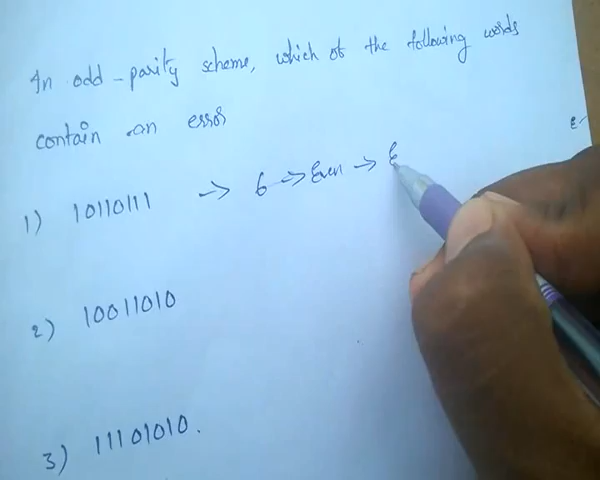 In odd-parity scheme, which of the following words
contain an error
1) 10110111 -> 6 -> Even -> E
2) 10011010
3) 11101010.